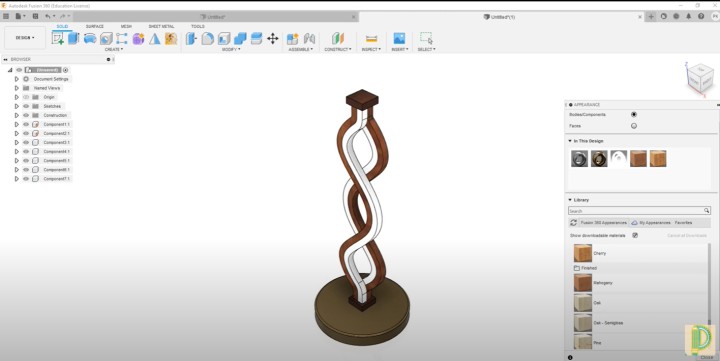 Autodesk Fusion 360 (Education License)
Untitled*
Untitled*(1)
SOLID SURFACE MESH SHEET METAL TOOLS
DESIGN
CREATE MODIFY ASSEMBLE CONSTRUCT INSPECT INSERT SELECT
BROWSER
Document Settings
Named Views
Origin
Sketches
Construction
Component1:1
Component2:1
Component3:1
Component4:1
Component5:1
Component6:1
Component7:1
APPEARANCE
Bodies/Components
Faces
In This Design
Library
Search
Fusion 360 Appearances My Appearances Favorites
Show downloadable materials
Cherry
Finished
Mahogany
Oak
Oak - Semigloss
Pine